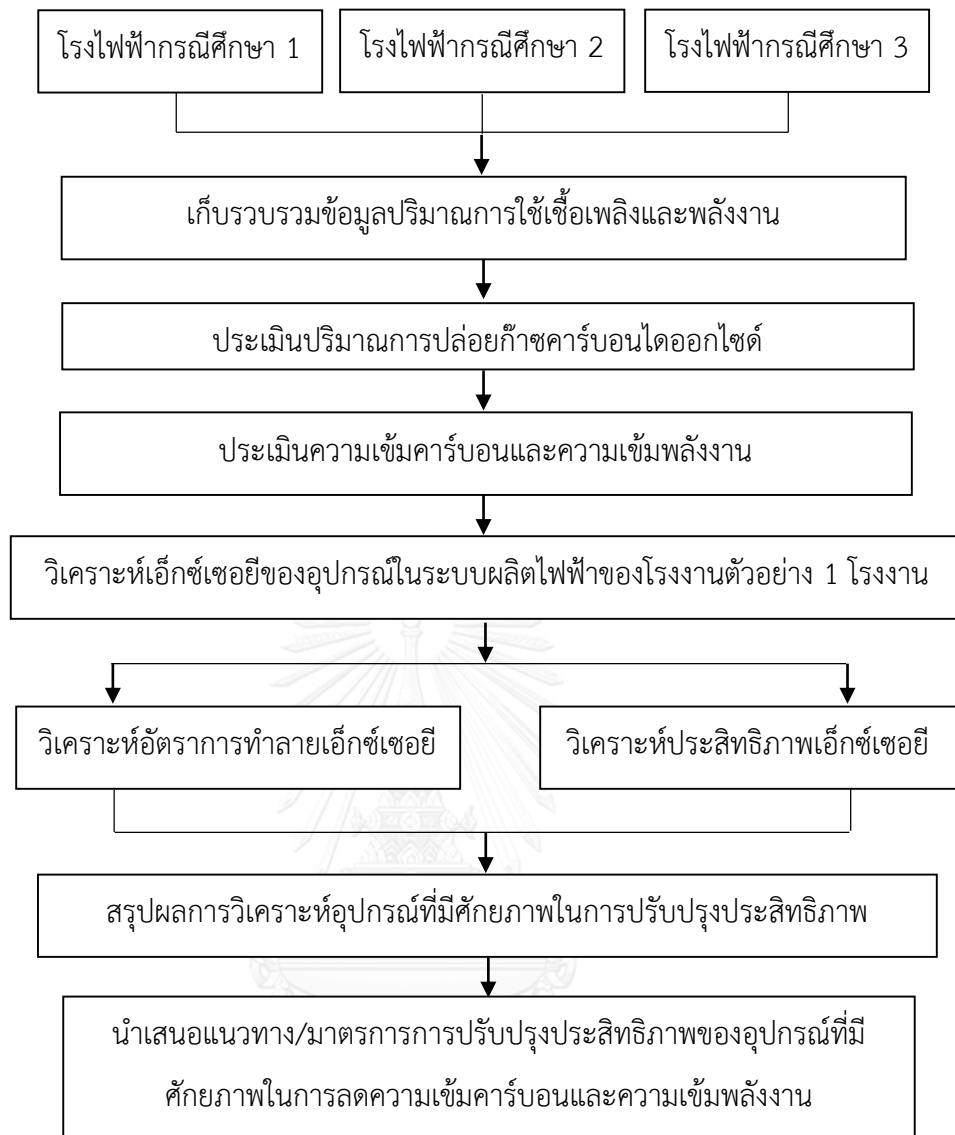 โรงไฟฟ้ากรณีศึกษา 1
โรงไฟฟ้ากรณีศึกษา 2
โรงไฟฟ้ากรณีศึกษา 3
เก็บรวบรวมข้อมูลปริมาณการใช้เชื้อเพลิงและพลังงาน
ประเมินปริมาณการปล่อยก๊าซคาร์บอนไดออกไซด์
ประเมินความเข้มคาร์บอนและความเข้มพลังงาน
วิเคราะห์เอ็กซ์เซอยีของอุปกรณ์ในระบบผลิตไฟฟ้าของโรงงานตัวอย่าง 1 โรงงาน
วิเคราะห์อัตราการทำลายเอ็กซ์เซอยี
วิเคราะห์ประสิทธิภาพเอ็กซ์เซอยี
สรุปผลการวิเคราะห์อุปกรณ์ที่มีศักยภาพในการปรับปรุงประสิทธิภาพ
นำเสนอแนวทาง/มาตรการการปรับปรุงประสิทธิภาพของอุปกรณ์ที่มี
ศักยภาพในการลดความเข้มคาร์บอนและความเข้มพลังงาน